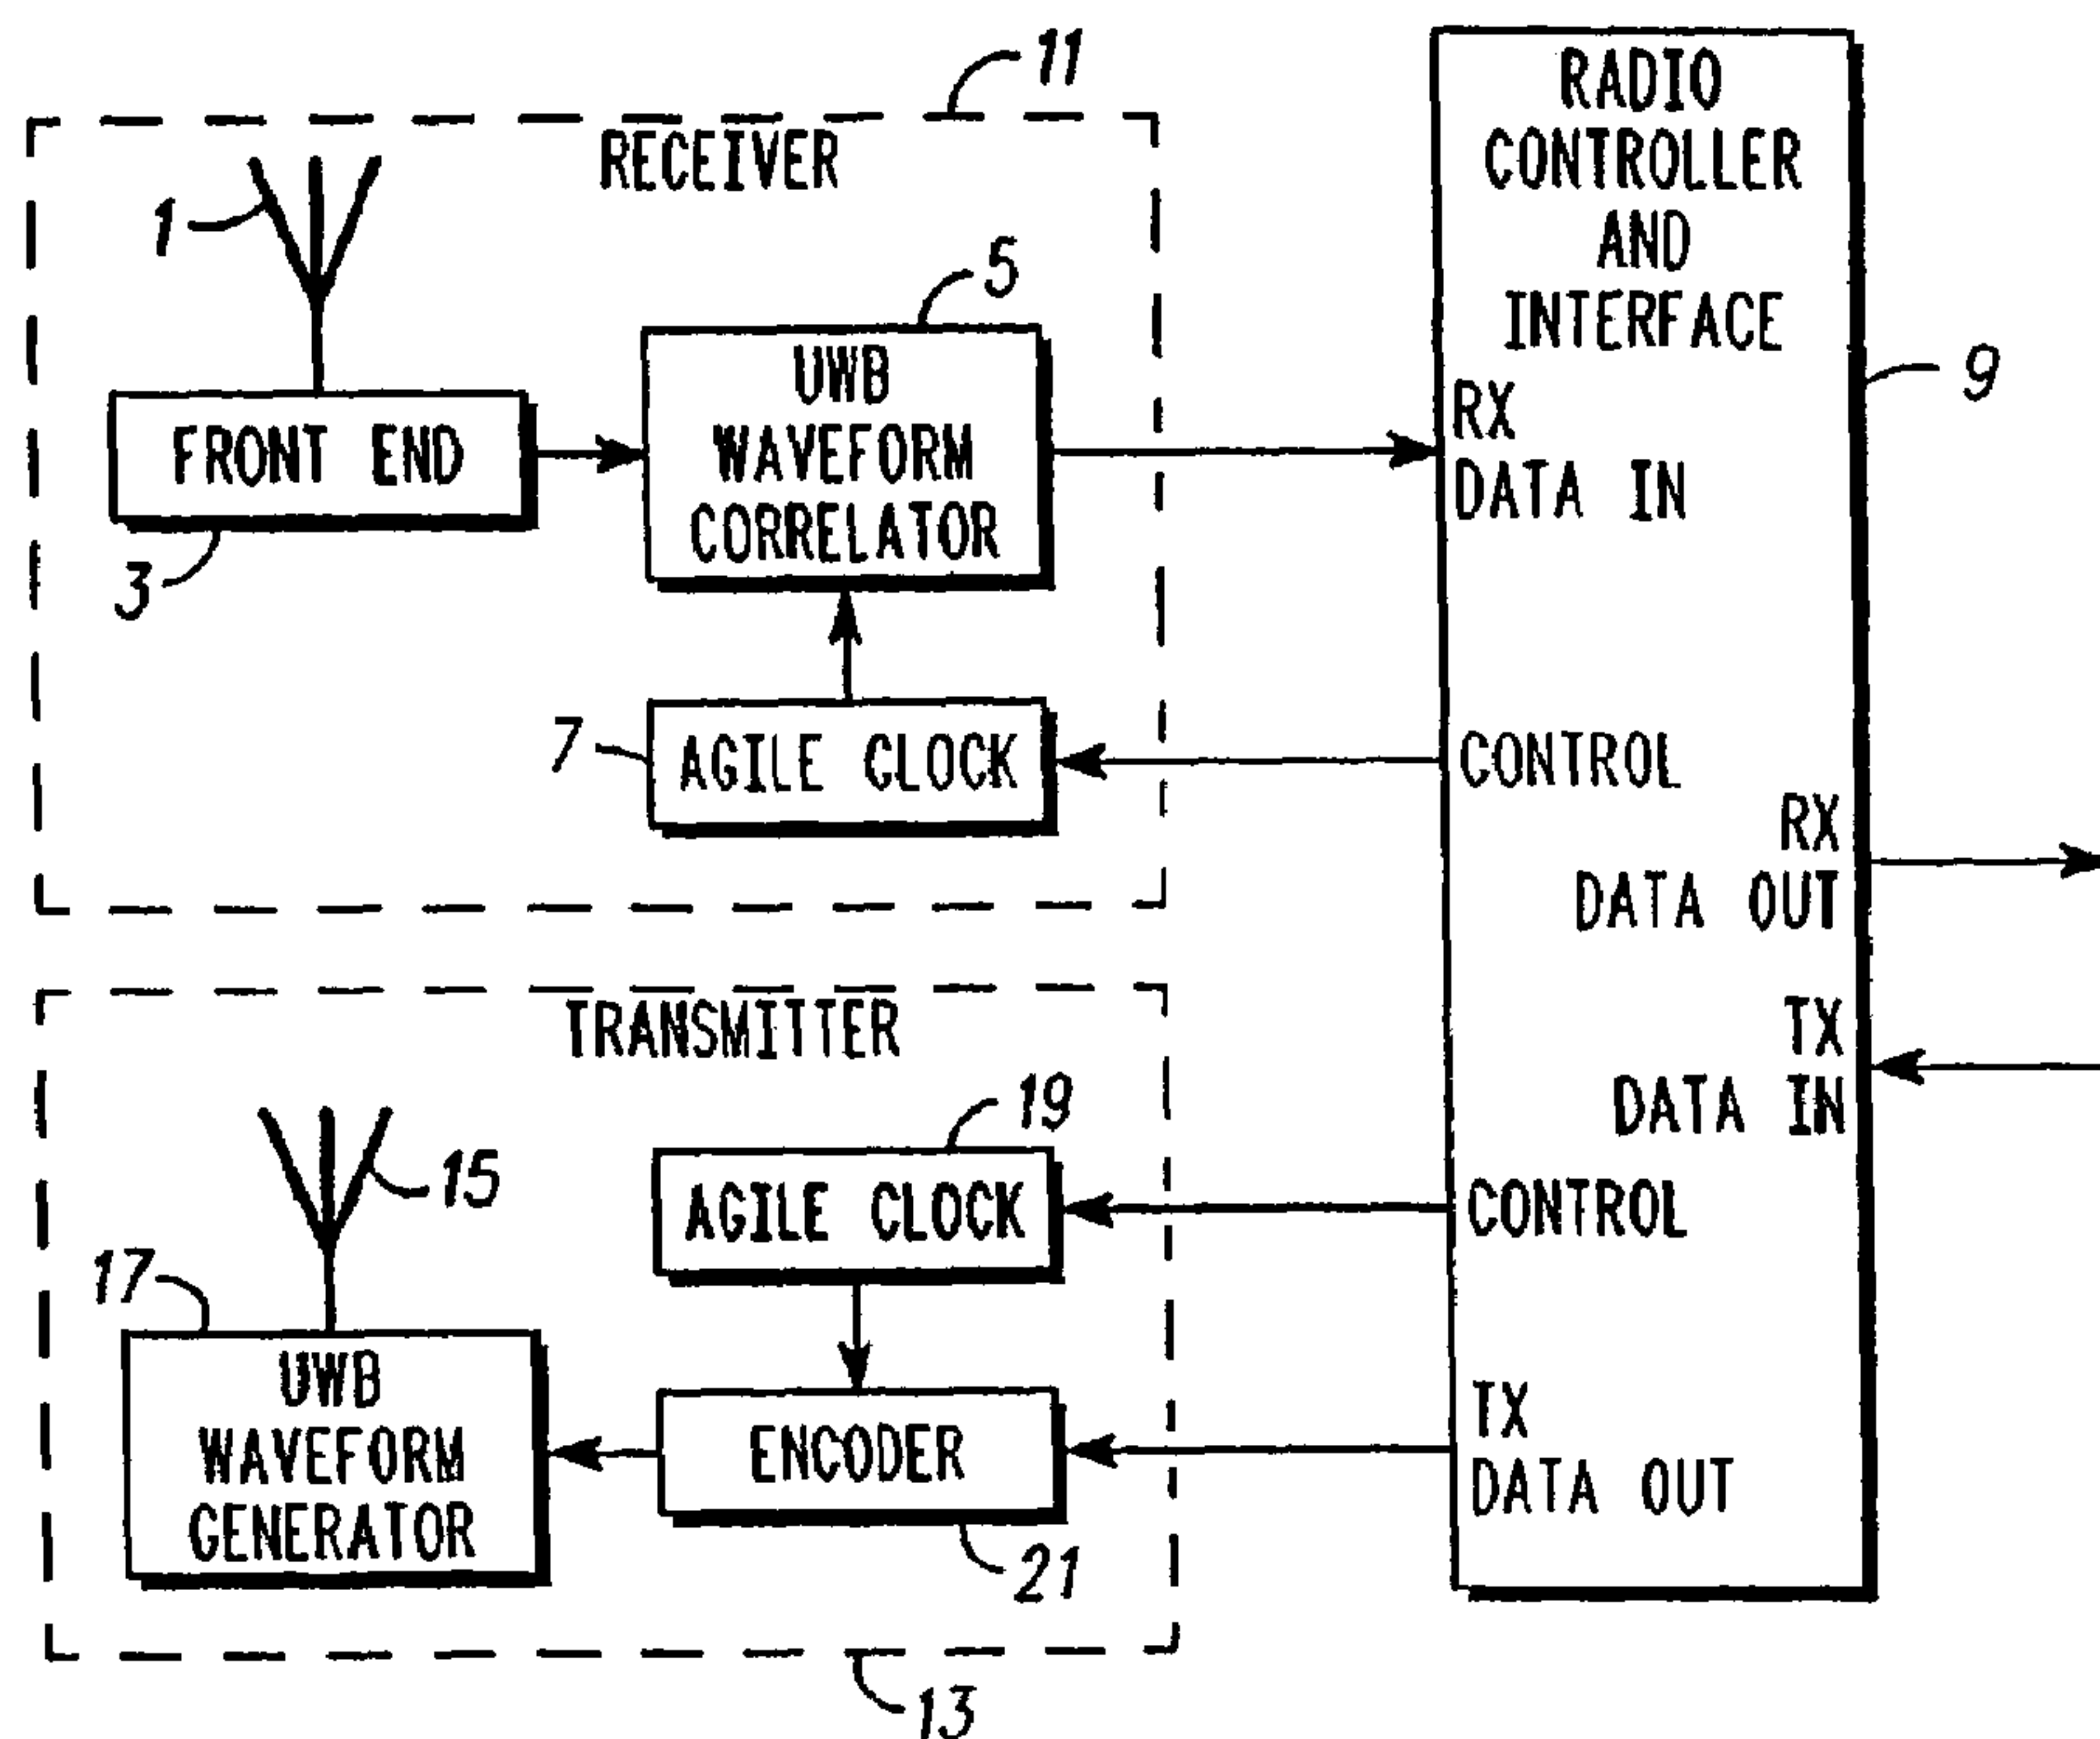 11
RECEIVER
1
5
UWB
WAVEFORM
CORRELATOR
FRONT END
3
7
AGILE CLOCK
RADIO
CONTROLLER
AND
INTERFACE
9
RX
DATA IN
CONTROL
RX
DATA OUT
TX
DATA IN
CONTROL
TX
DATA OUT
TRANSMITTER
19
AGILE CLOCK
15
17
UWB
WAVEFORM
GENERATOR
ENCODER
21
13